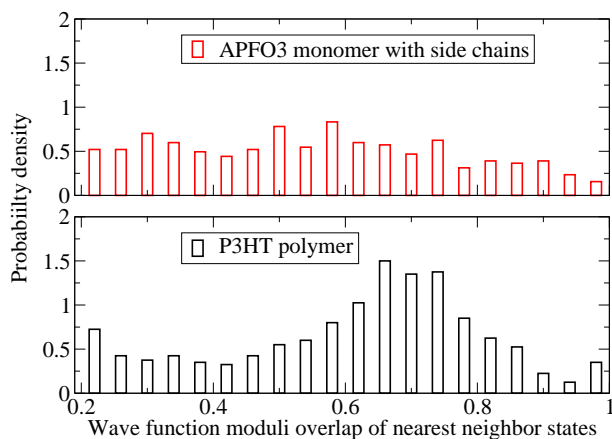 2
APFO3 monomer with side chains
1.5
1
0.5
0
Probabiilty density
2
P3HT polymer
1.5
1
0.5
0
0.2 0.4 0.6 0.8 1
Wave function moduli overlap of nearest neighbor states